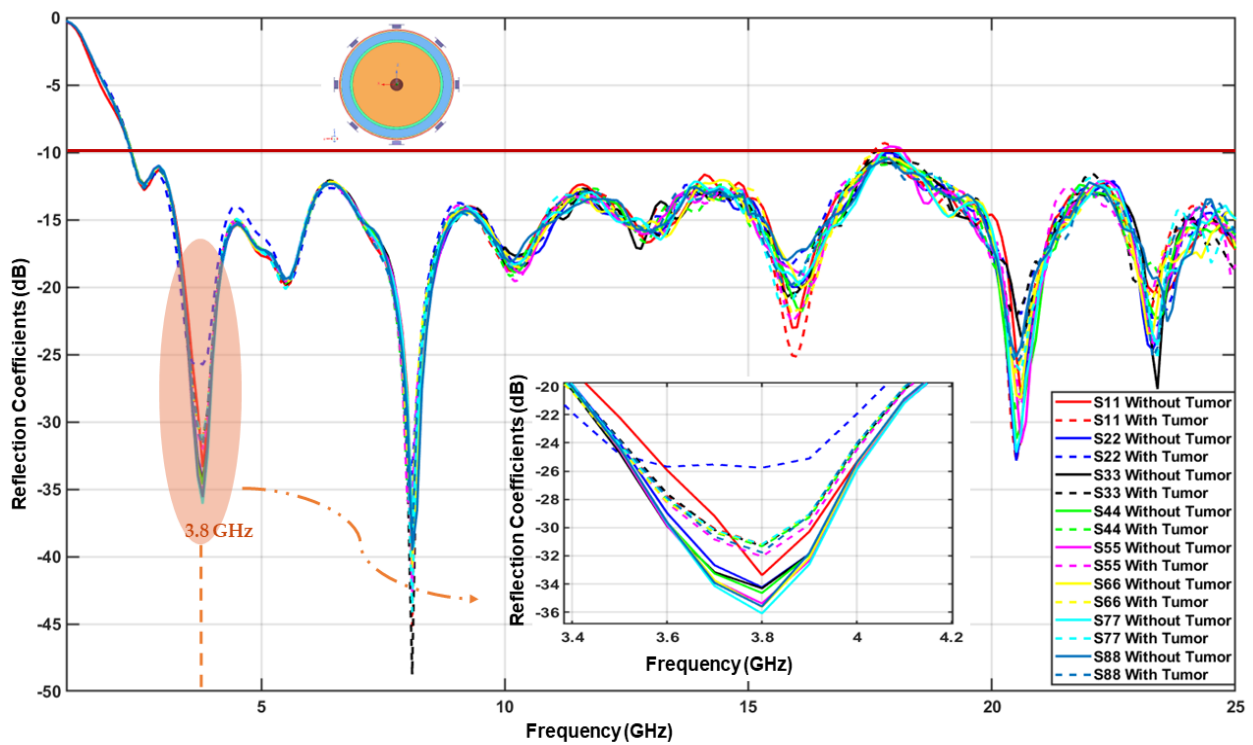 0
-5
-10
-15
-20
-25
-30
-35
-40
-45
-50
Reflection Coefficients (dB)
5
10
15
20
25
Frequency (GHz)
3.8 GHz
-20
-22
-24
-26
-28
-30
-32
-34
-36
Reflection Coefficients (dB)
3.4
3.6
3.8
4
4.2
Frequency (GHz)
S11 Without Tumor
S11 With Tumor
S22 Without Tumor
S22 With Tumor
S33 Without Tumor
S33 With Tumor
S44 Without Tumor
S44 With Tumor
S55 Without Tumor
S55 With Tumor
S66 Without Tumor
S66 With Tumor
S77 Without Tumor
S77 With Tumor
S88 Without Tumor
S88 With Tumor